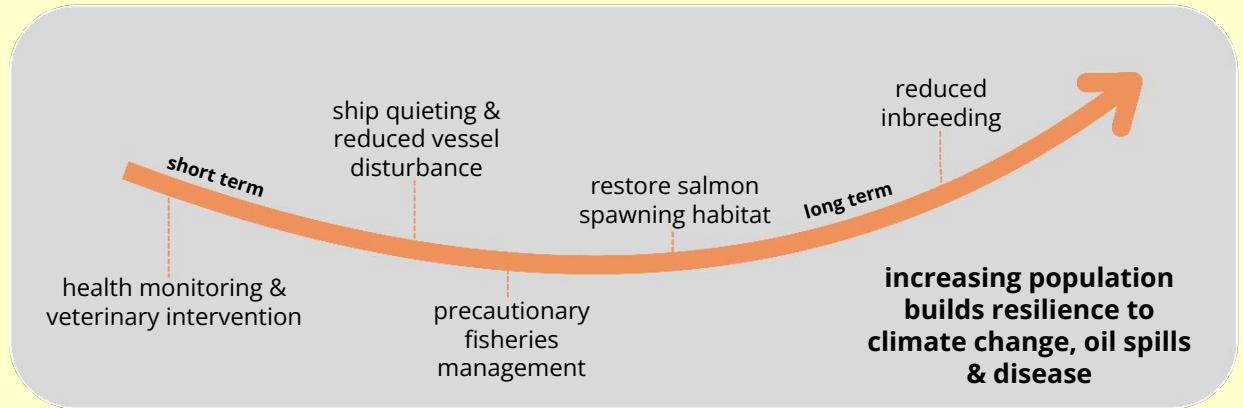 short term
health monitoring &
veterinary intervention
ship quieting &
reduced vessel
disturbance
precautionary
fisheries
management
restore salmon
spawning habitat
long term
reduced
inbreeding
increasing population
builds resilience to
climate change, oil spills
& disease